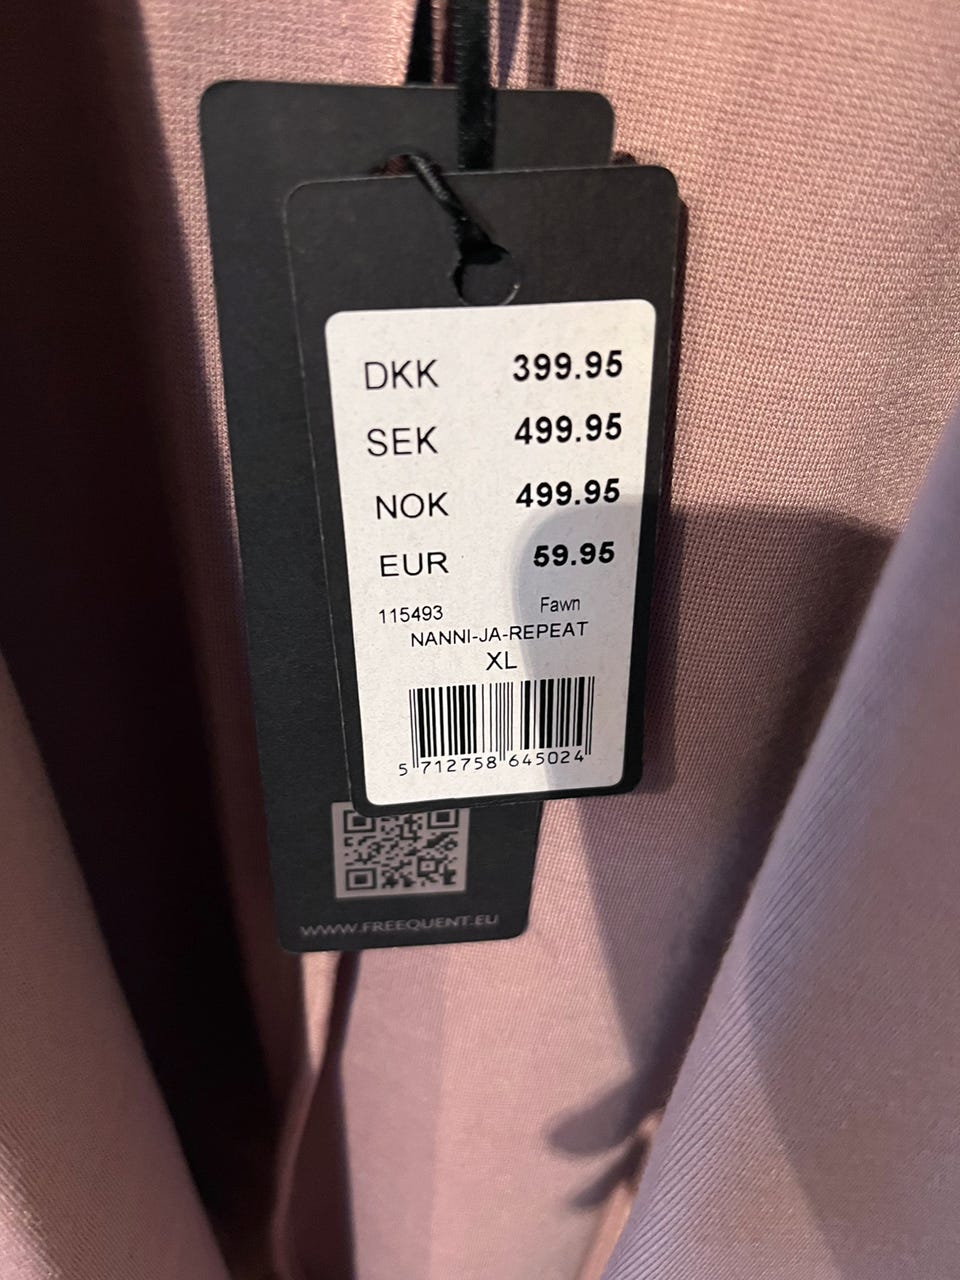 DKK 399.95
SEK 499.95
NOK 499.95
EUR 59.95
115493 Fawn
NANNI-JA-REPEAT
XL
5 712758 645024
WWW.FREEQUENT.EU